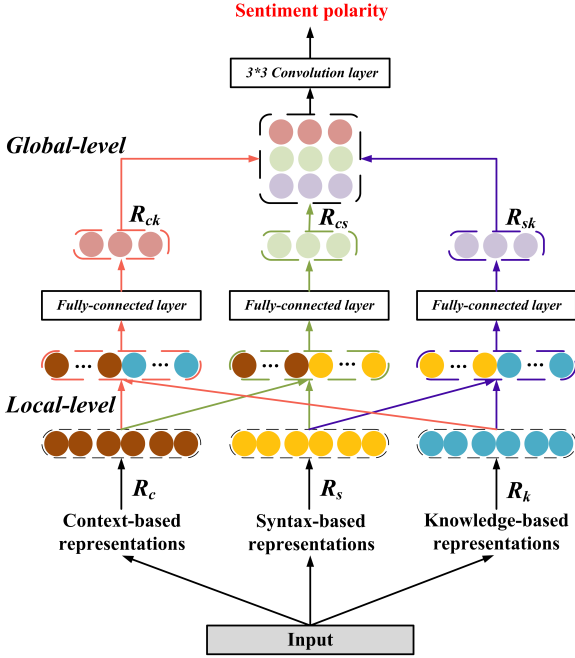 Sentiment polarity
3*3 Convolution layer
Global-level
R_ck
R_cs
R_sk
Fully-connected layer
Fully-connected layer
Fully-connected layer
... ...
... ...
... ...
Local-level
R_c
R_s
R_k
Context-based
representations
Syntax-based
representations
Knowledge-based
representations
Input